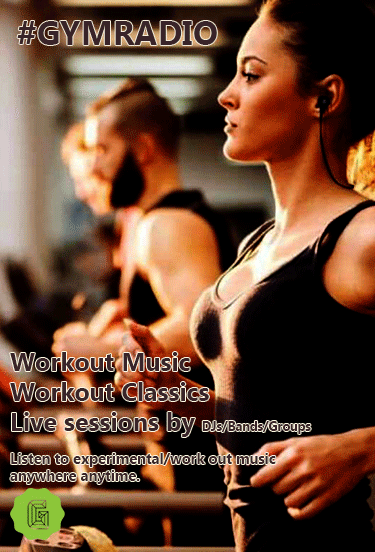 #GYMRADIO
Workout Music
Workout Classics
Live sessions by DJs/Bands/Groups
Listen to experimental/work out music
anywhere anytime.
G